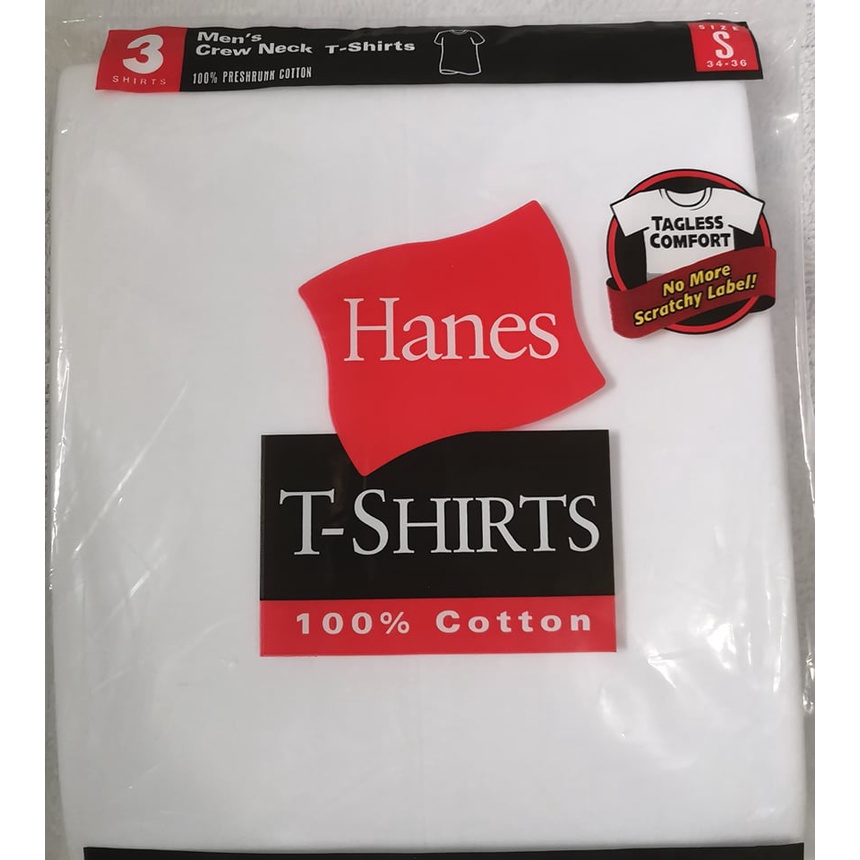 3
SHIRTS
Men's
Crew Neck T-Shirts
100% PRESHRUNK COTTON
SIZE
S
34-36
TAGLESS
COMFORT
No More
Scratchy Label!
Hanes
T-SHIRTS
100% Cotton